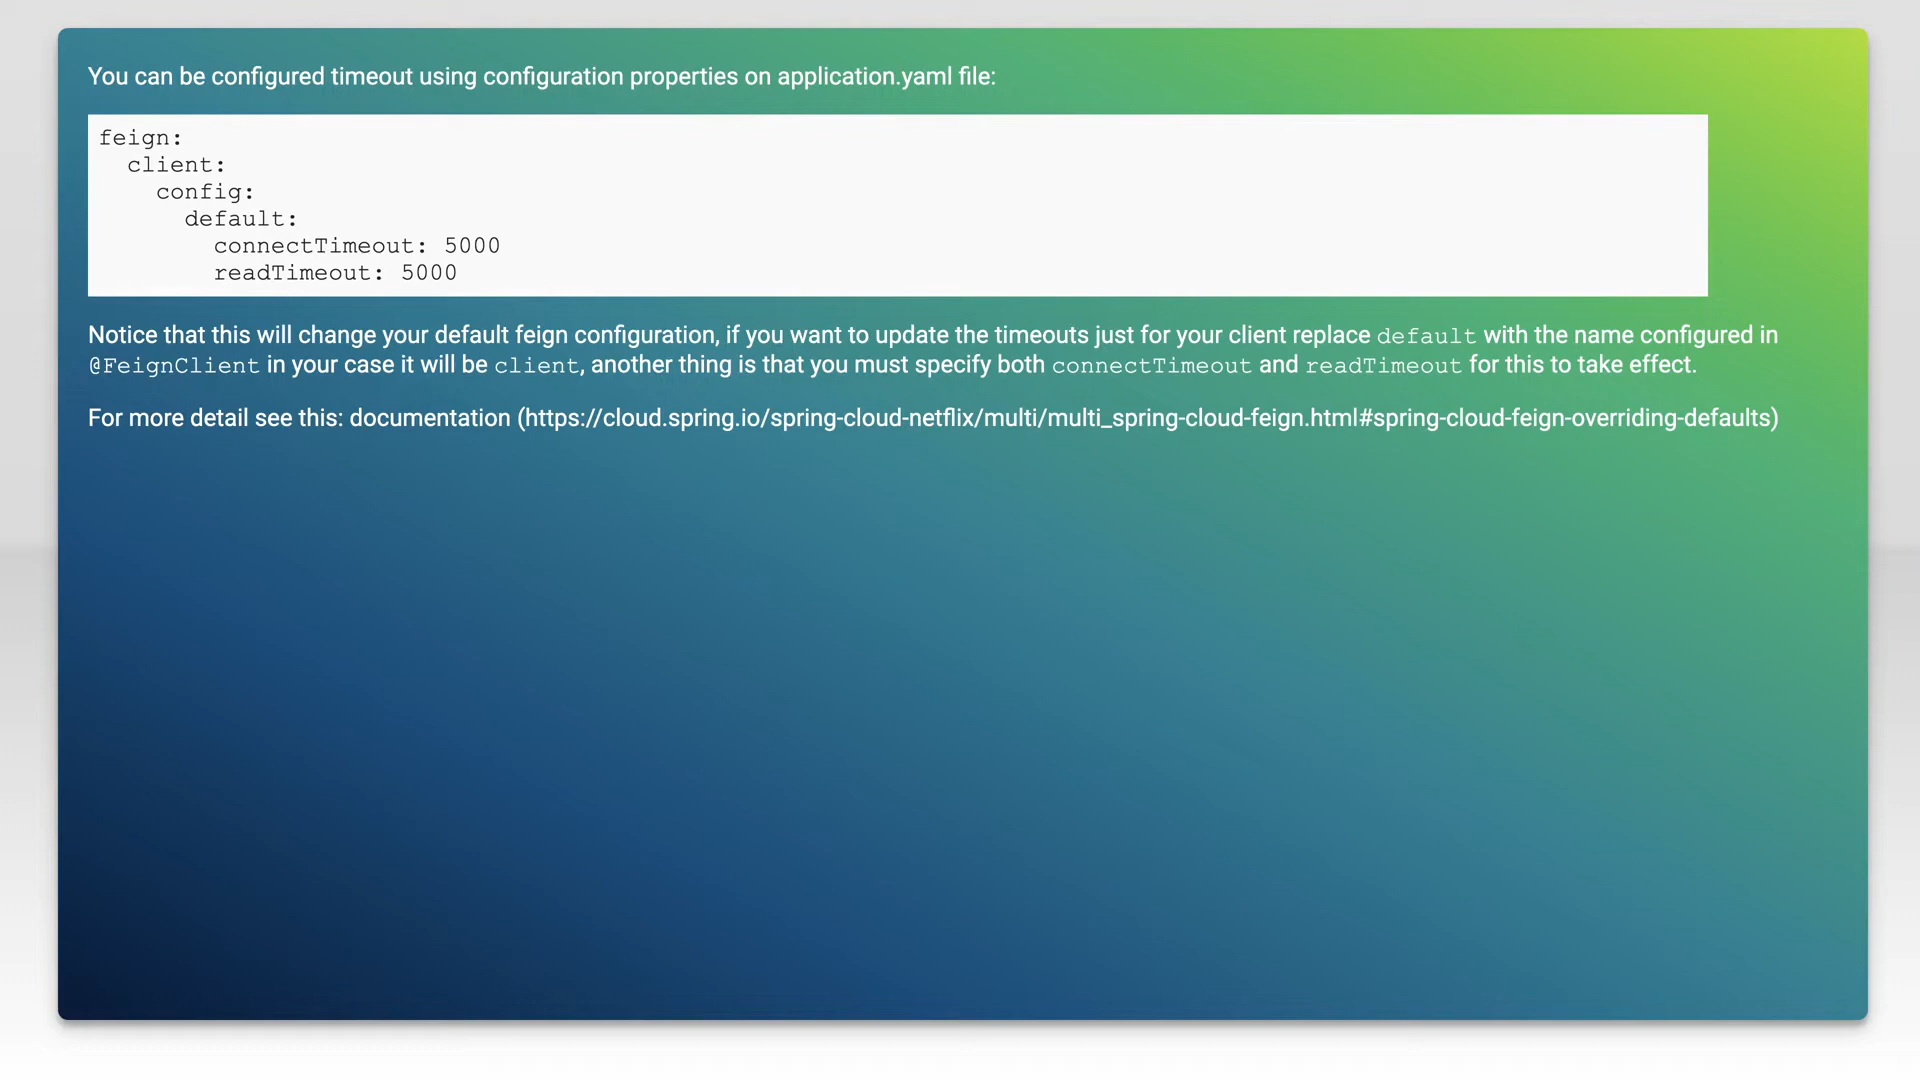 You can be configured timeout using configuration properties on application.yaml file:
feign:
  client:
    config:
      default:
        connectTimeout: 5000
        readTimeout: 5000
Notice that this will change your default feign configuration, if you want to update the timeouts just for your client replace default with the name configured in
@FeignClient in your case it will be client, another thing is that you must specify both connectTimeout and readTimeout for this to take effect.
For more detail see this: documentation (https://cloud.spring.io/spring-cloud-netflix/multi/multi_spring-cloud-feign.html#spring-cloud-feign-overriding-defaults)